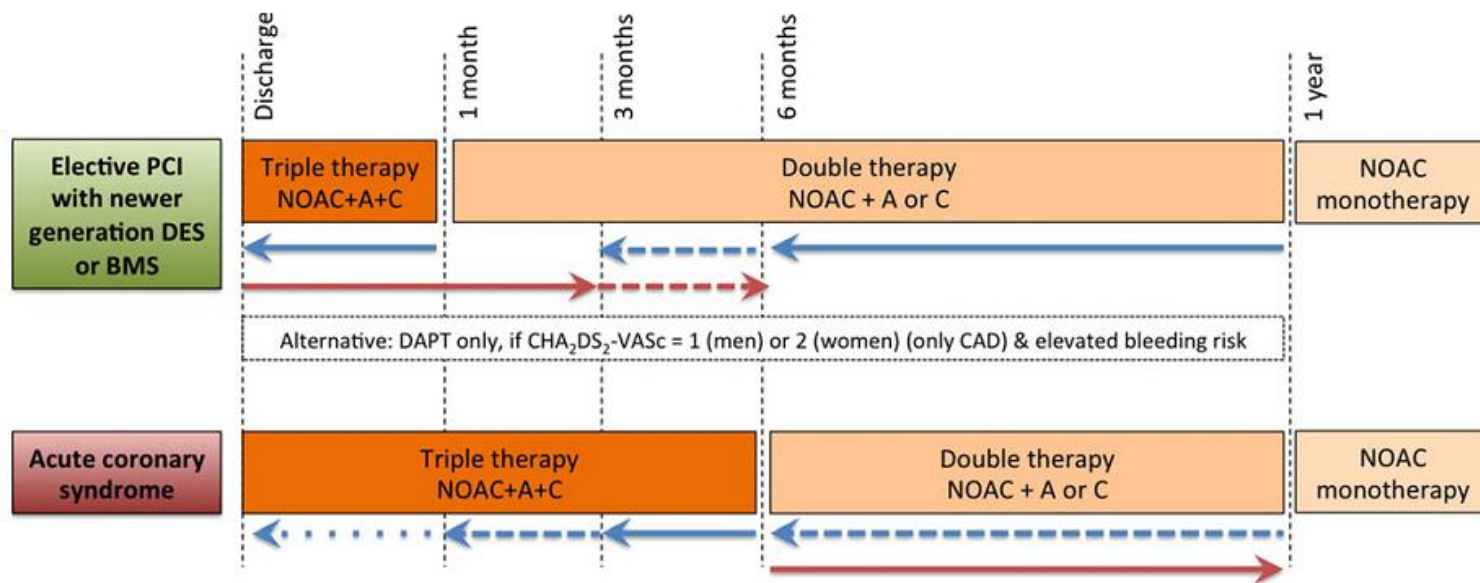 Discharge
1 month
3 months
6 months
1 year
Elective PCI
with newer
generation DES
or BMS
Triple therapy
NOAC+A+C
Double therapy
NOAC + A or C
NOAC
monotherapy
Alternative: DAPT only, if CHA₂DS₂-VASc = 1 (men) or 2 (women) (only CAD) & elevated bleeding risk
Acute coronary
syndrome
Triple therapy
NOAC+A+C
Double therapy
NOAC + A or C
NOAC
monotherapy